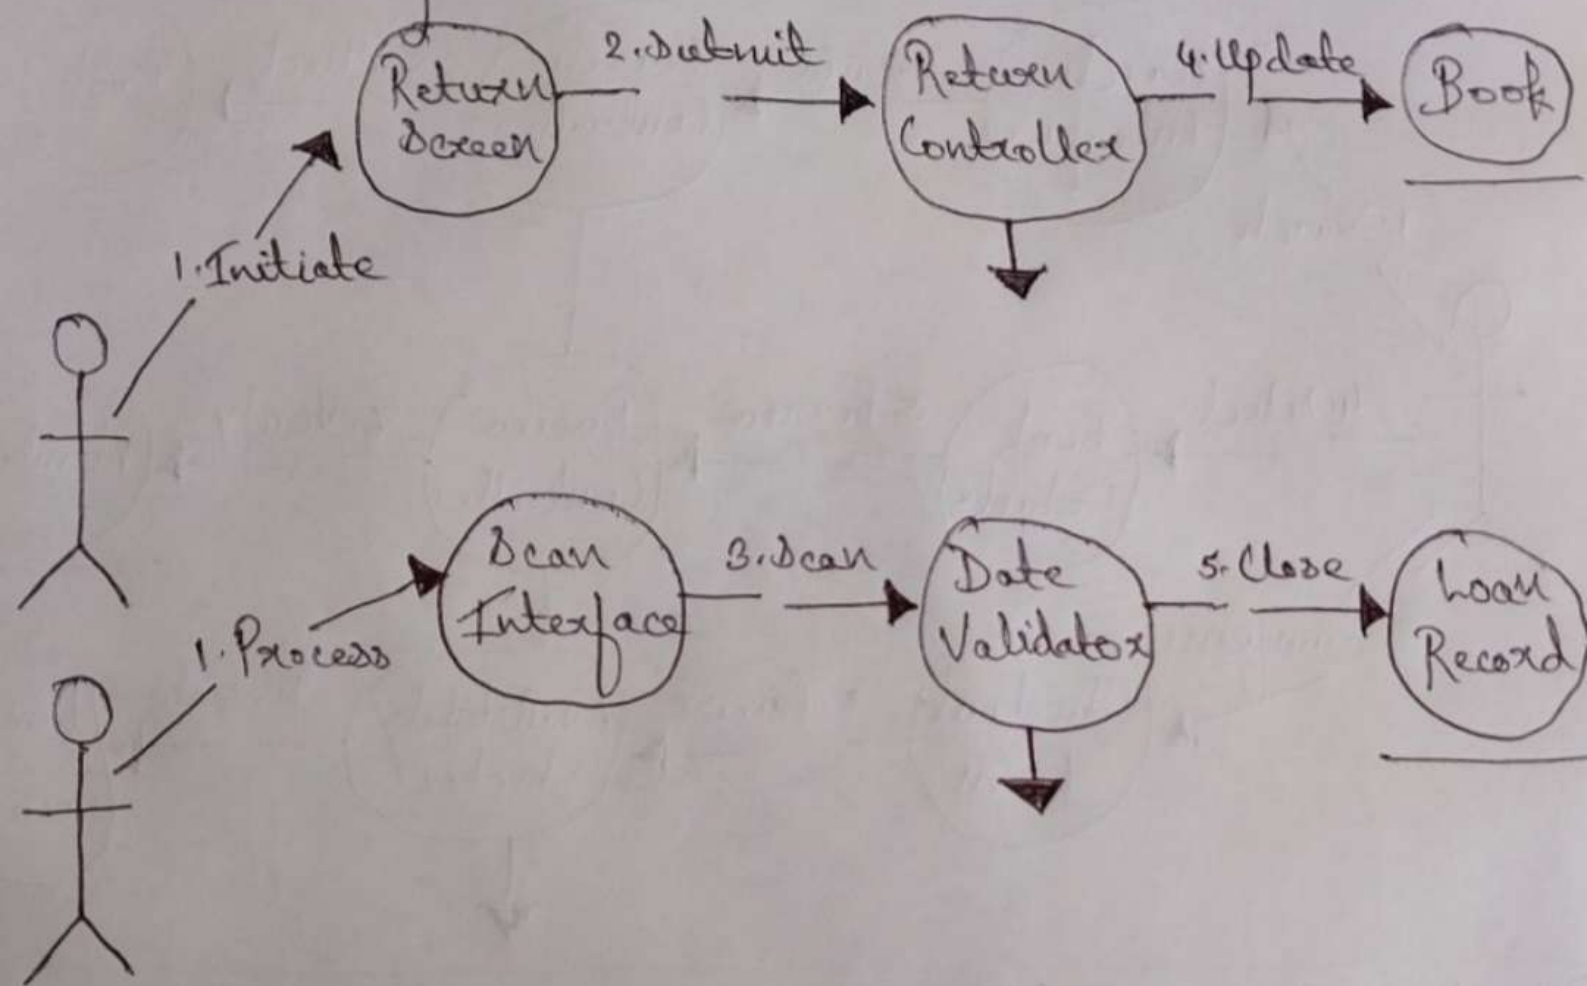 Return
Screen
2. Submit
Return
Controller
4. Update
Book
1. Initiate
Scan
Interface
3. Scan
Date
Validator
5. Close
Loan
Record
1. Process